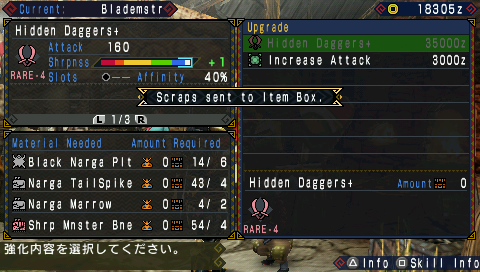 Current: Blademstr
18305z
Hidden Daggers+
Attack 160
Shrpnss +1
RARE-4
Slots ●–– Affinity 40%
L 1/3 R
Upgrade
Hidden Daggers+ 35000z
Increase Attack 3000z
Scraps sent to Item Box.
Material Needed Amount Required
Black Narga Plt 0 14/ 6
Narga TailSpike 0 43/ 4
Narga Marrow 0 4/ 2
Shrp Mnster Bne 0 54/ 4
Hidden Daggers+ Amount 0
RARE-4
強化内容を選択してください。
△ Info □ Skill Info